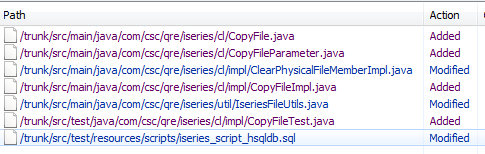 Path Action
/trunk/src/main/java/com/csc/qre/iseries/cl/CopyFile.java Added
/trunk/src/main/java/com/csc/qre/iseries/cl/CopyFileParameter.java Added
/trunk/src/main/java/com/csc/qre/iseries/cl/impl/ClearPhysicalFileMemberImpl.java Modified
/trunk/src/main/java/com/csc/qre/iseries/cl/impl/CopyFileImpl.java Added
/trunk/src/main/java/com/csc/qre/iseries/util/IseriesFileUtils.java Modified
/trunk/src/test/java/com/csc/qre/iseries/cl/impl/CopyFileTest.java Added
/trunk/src/test/resources/scripts/iseries_script_hsqldb.sql Modified